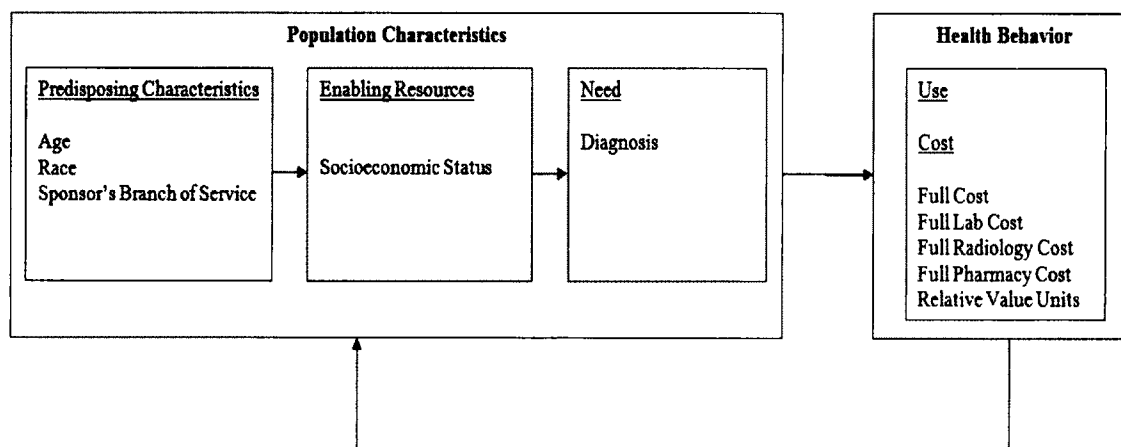 Population Characteristics
Predisposing Characteristics
Age
Race
Sponsor's Branch of Service
Enabling Resources
Socioeconomic Status
Need
Diagnosis
Health Behavior
Use
Cost
Full Cost
Full Lab Cost
Full Radiology Cost
Full Pharmacy Cost
Relative Value Units